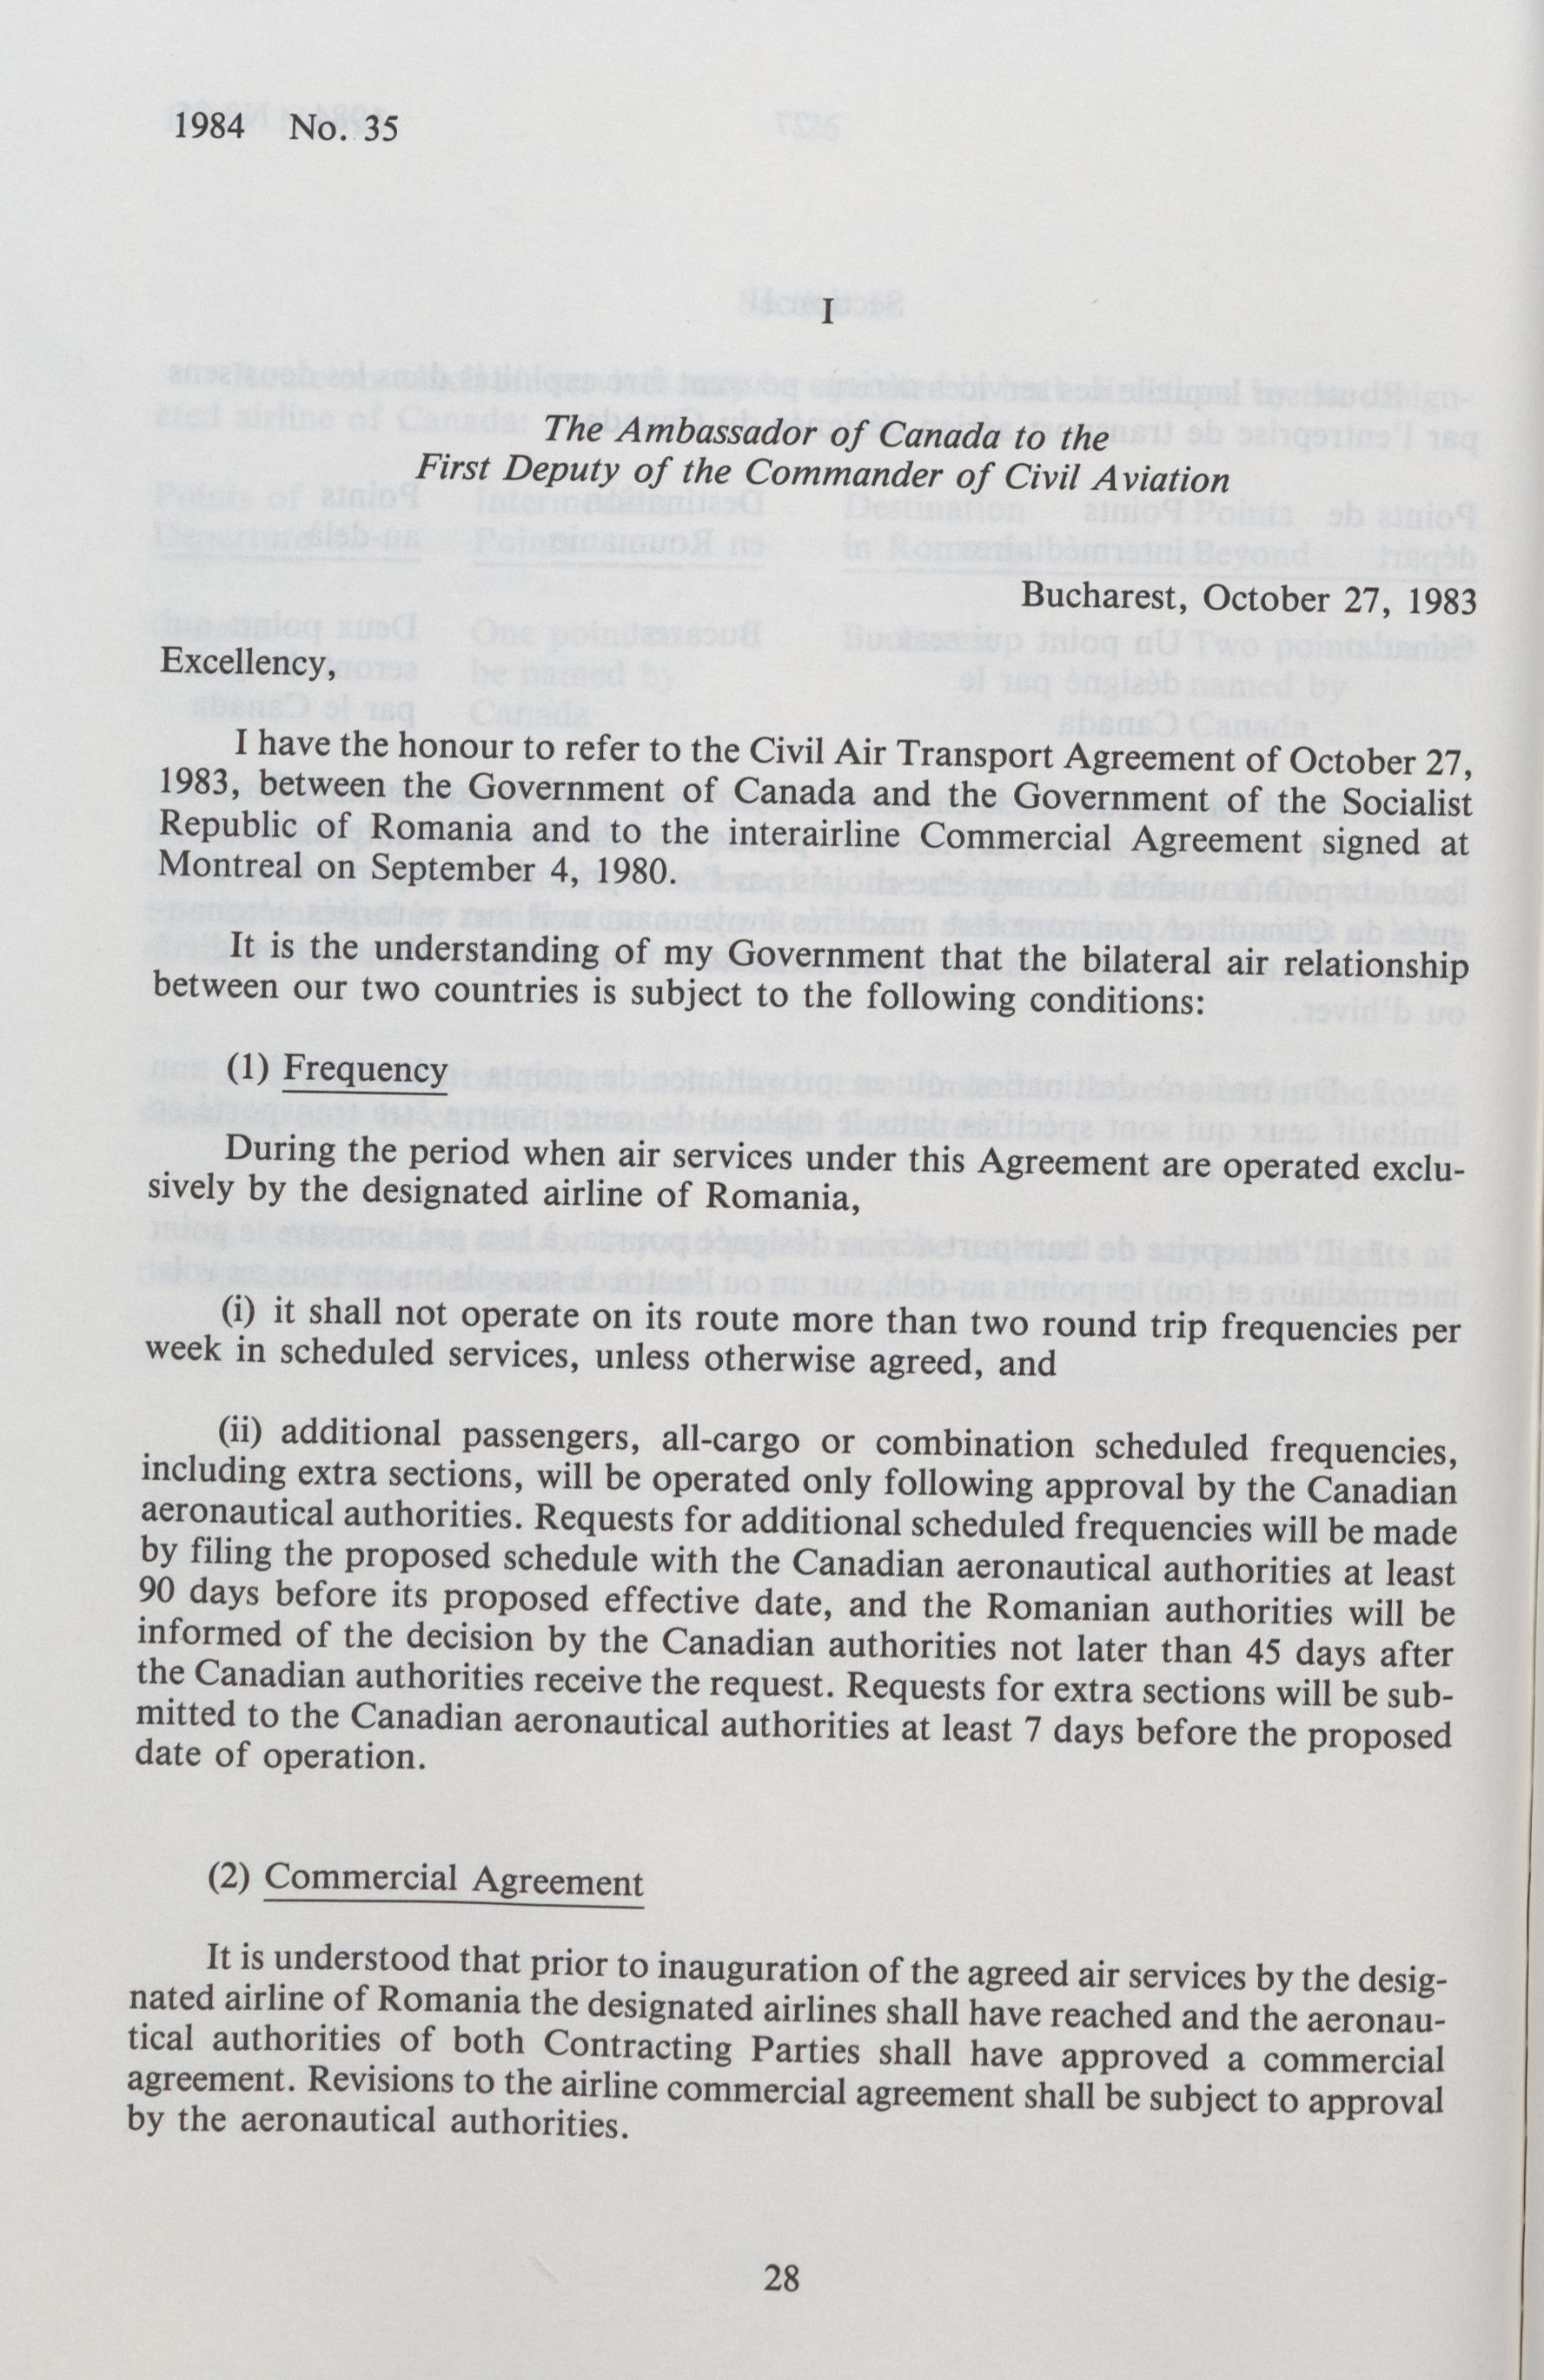 1984 No. 35
I
The Ambassador of Canada to the
First Deputy of the Commander of Civil Aviation
Bucharest, October 27, 1983
Excellency,
I have the honour to refer to the Civil Air Transport Agreement of October 27,
1983, between the Government of Canada and the Government of the Socialist
Republic of Romania and to the interairline Commercial Agreement signed at
Montreal on September 4, 1980.
It is the understanding of my Government that the bilateral air relationship
between our two countries is subject to the following conditions:
(1) Frequency
During the period when air services under this Agreement are operated exclu-
sively by the designated airline of Romania,
(i) it shall not operate on its route more than two round trip frequencies per
week in scheduled services, unless otherwise agreed, and
(ii) additional passengers, all-cargo or combination scheduled frequencies,
including extra sections, will be operated only following approval by the Canadian
aeronautical authorities. Requests for additional scheduled frequencies will be made
by filing the proposed schedule with the Canadian aeronautical authorities at least
90 days before its proposed effective date, and the Romanian authorities will be
informed of the decision by the Canadian authorities not later than 45 days after
the Canadian authorities receive the request. Requests for extra sections will be sub-
mitted to the Canadian aeronautical authorities at least 7 days before the proposed
date of operation.
(2) Commercial Agreement
It is understood that prior to inauguration of the agreed air services by the desig-
nated airline of Romania the designated airlines shall have reached and the aeronau-
tical authorities of both Contracting Parties shall have approved a commercial
agreement. Revisions to the airline commercial agreement shall be subject to approval
by the aeronautical authorities.
28